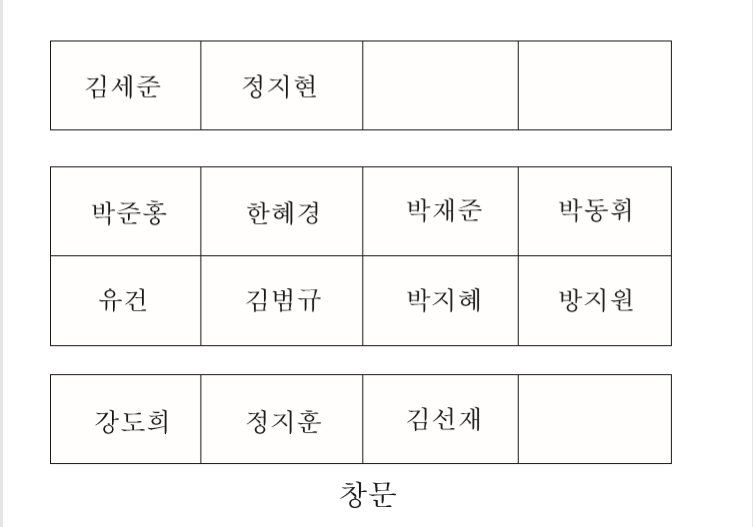 김세준 정지현
박준홍 한혜경 박재준 박동휘
유건 김범규 박지혜 방지원
강도희 정지훈 김선재
창문